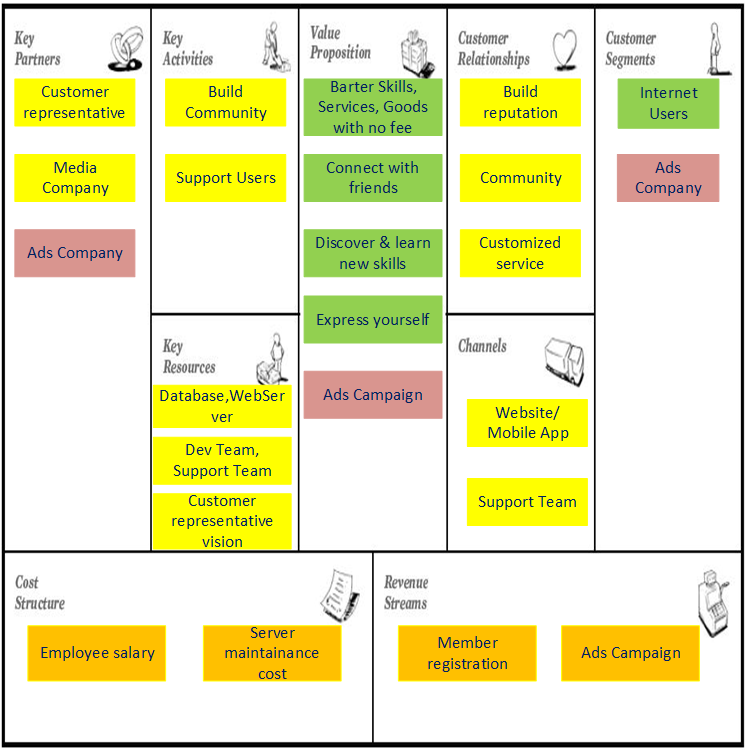 Key
Partners
Customer
representative
Media
Company
Ads Company
Key
Activities
Build
Community
Support Users
Key
Resources
Database,WebSer
ver
Dev Team,
Support Team
Customer
representative
vision
Value
Proposition
Barter Skills,
Services, Goods
with no fee
Connect with
friends
Discover & learn
new skills
Express yourself
Ads Campaign
Customer
Relationships
Build
reputation
Community
Customized
service
Channels
Website/
Mobile App
Support Team
Customer
Segments
Internet
Users
Ads
Company
Cost
Structure
Employee salary
Server
maintainance
cost
Revenue
Streams
Member
registration
Ads Campaign